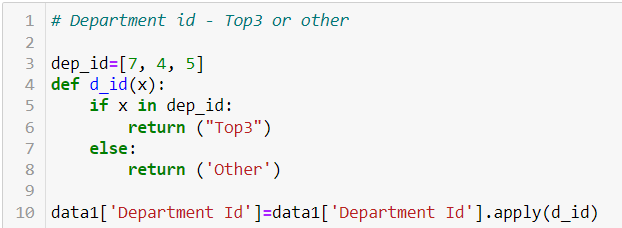 1 # Department id - Top3 or other
2
3 dep_id=[7, 4, 5]
4 def d_id(x):
5     if x in dep_id:
6         return ("Top3")
7     else:
8         return ('Other')
9
10 data1['Department Id']=data1['Department Id'].apply(d_id)